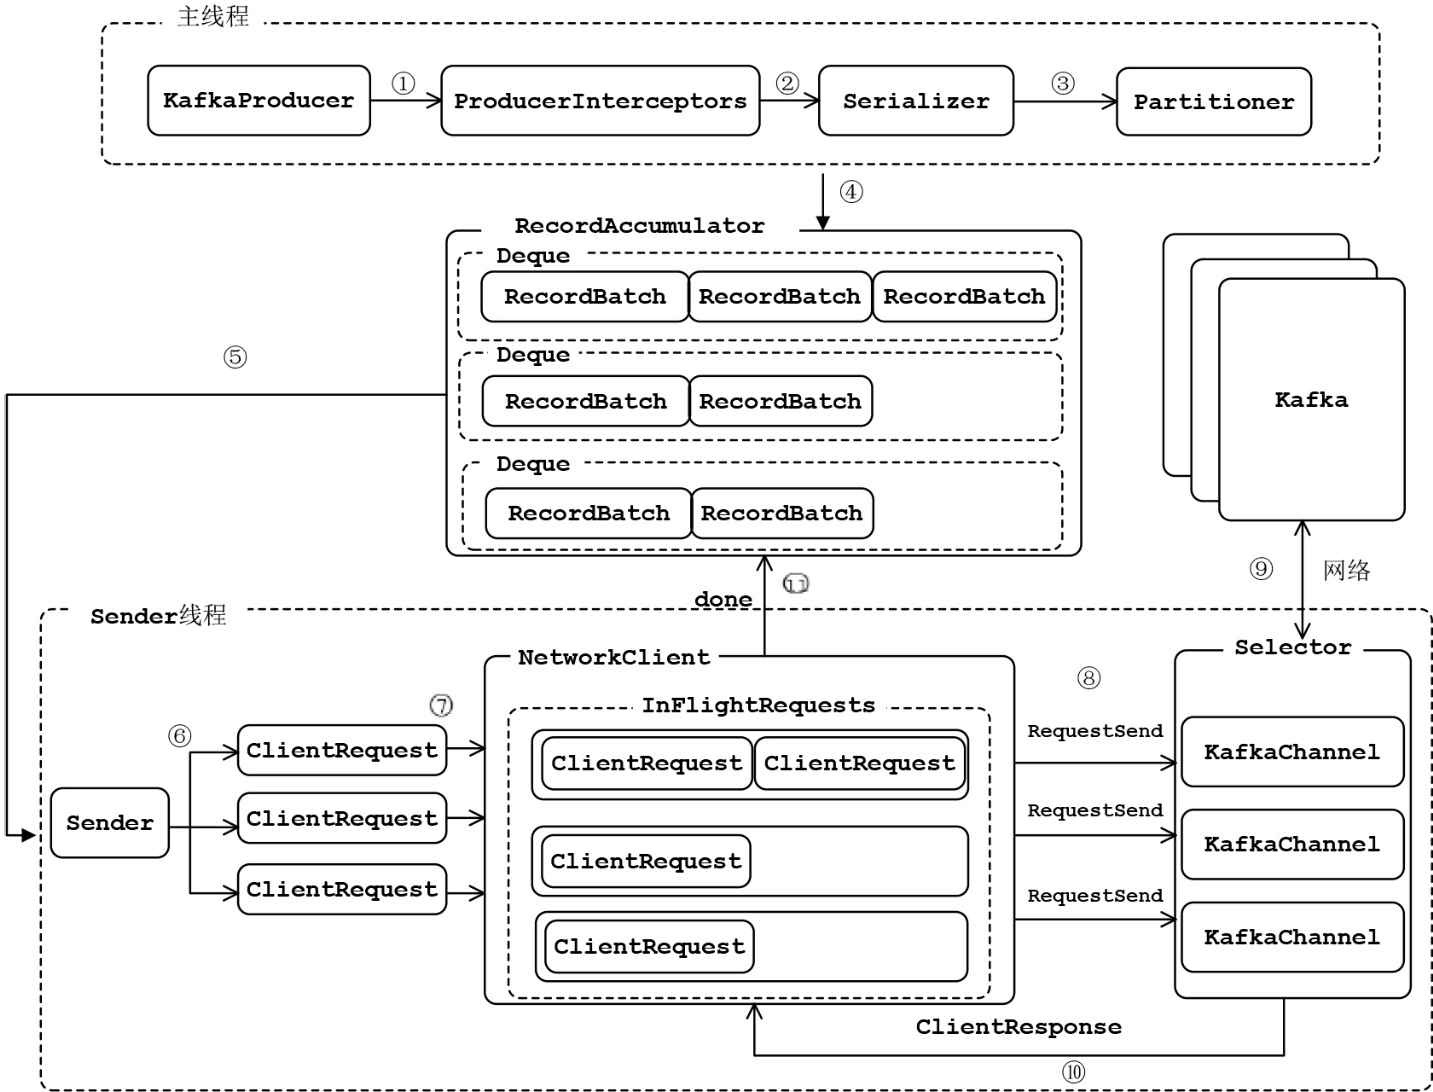 主线程
KafkaProducer ① ProducerInterceptors ② Serializer ③ Partitioner
④
RecordAccumulator
Deque
RecordBatch RecordBatch RecordBatch
Deque
RecordBatch RecordBatch
Deque
RecordBatch RecordBatch
⑤
Kafka
⑨ 网络
done ⑪
Sender线程
Sender
⑥
ClientRequest
ClientRequest
ClientRequest
⑦
NetworkClient
InFlightRequests
ClientRequest ClientRequest
ClientRequest
ClientRequest
⑧
RequestSend
RequestSend
RequestSend
Selector
KafkaChannel
KafkaChannel
KafkaChannel
ClientResponse
⑩